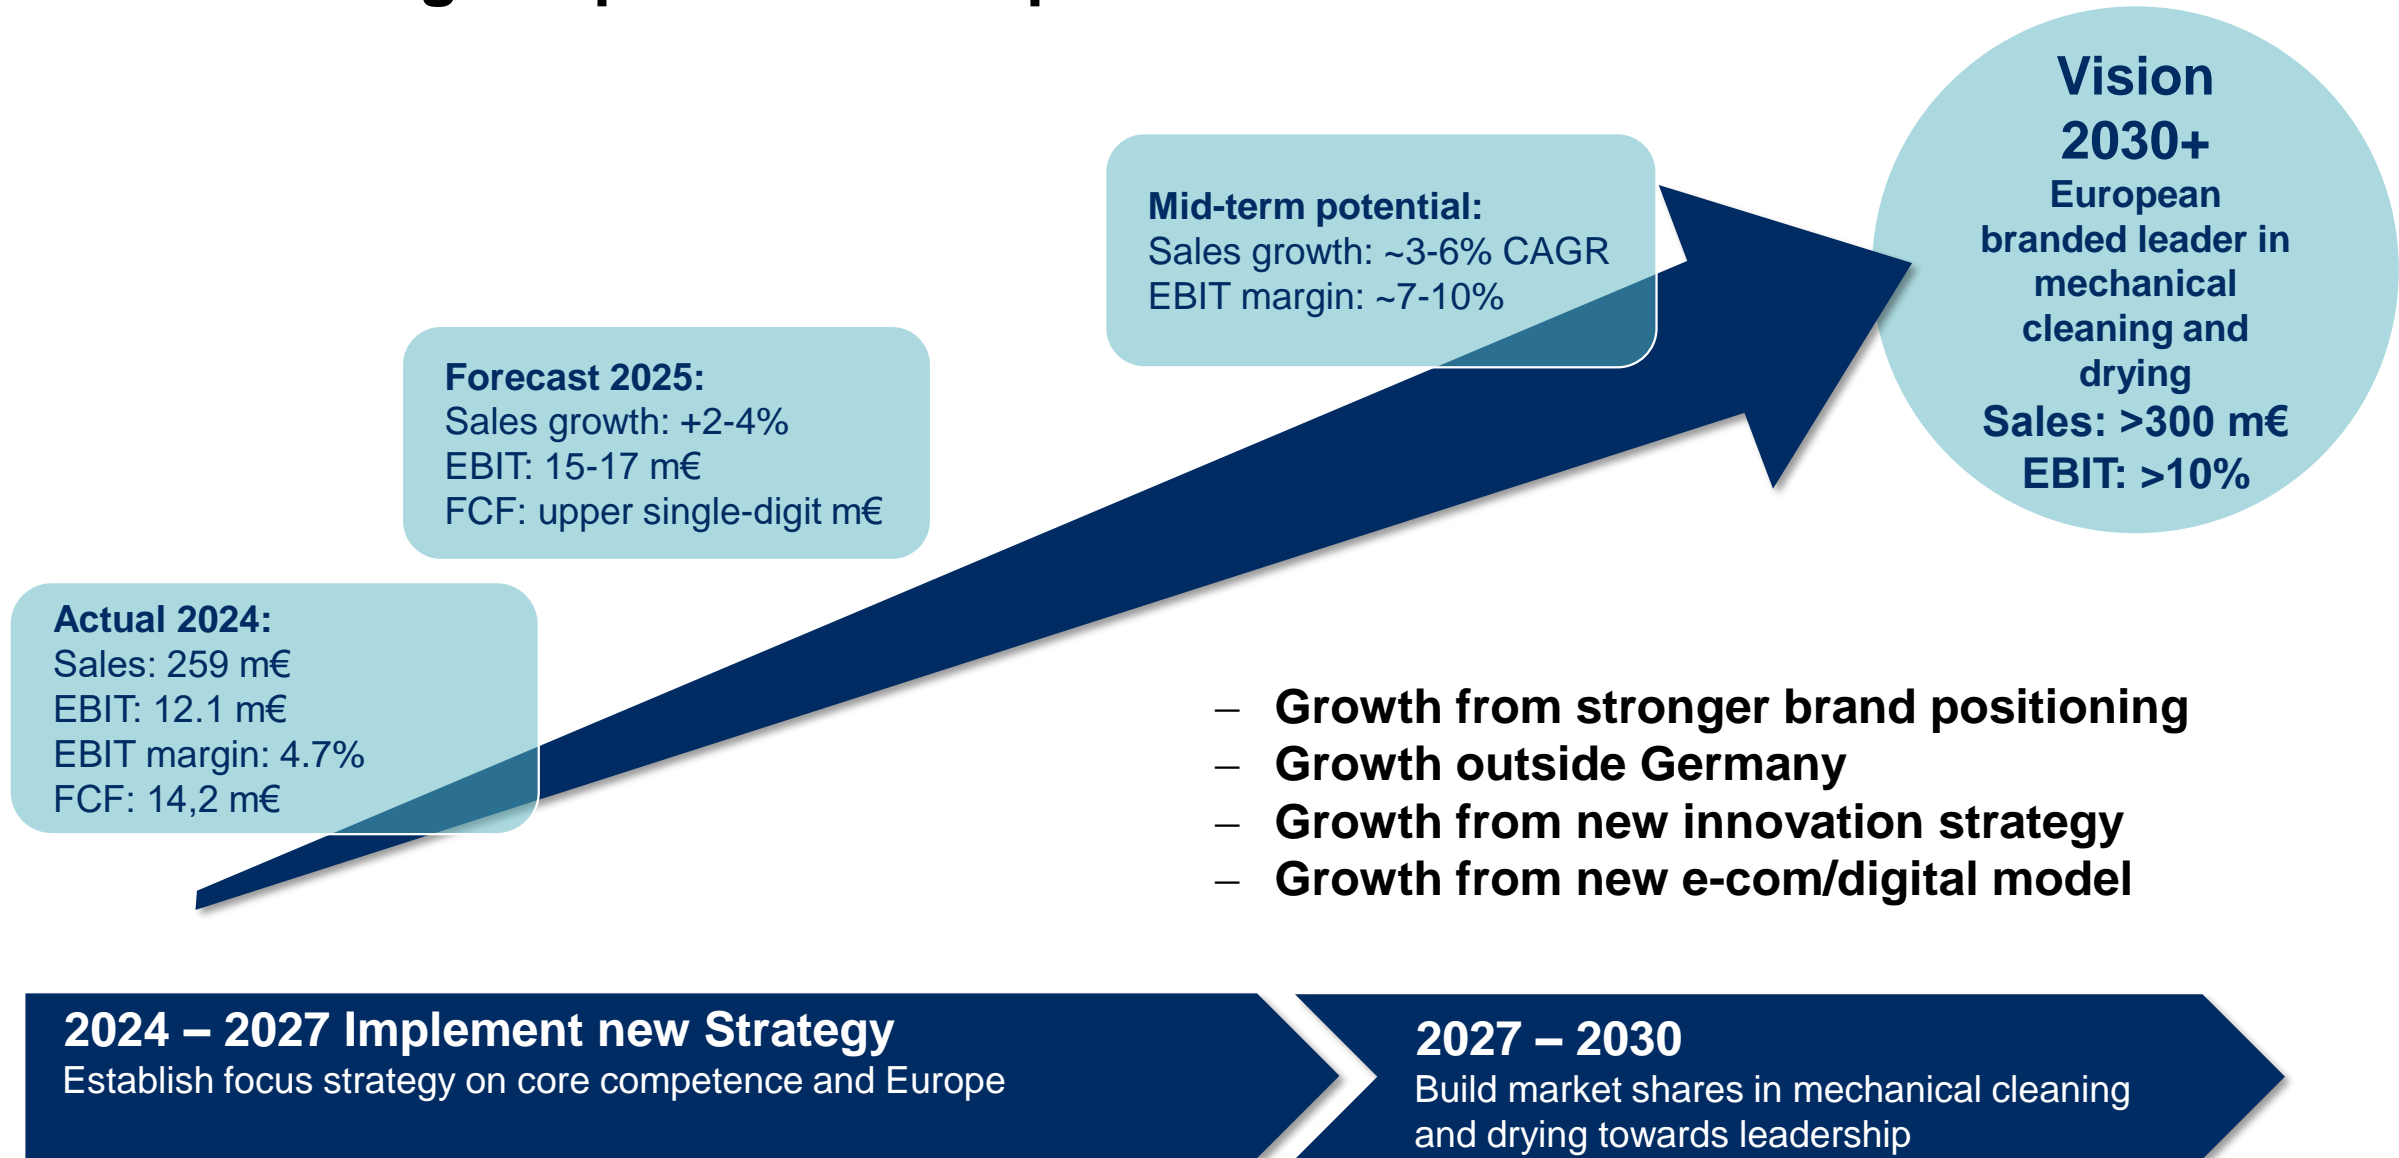 Vision
2030+
European
branded leader in
mechanical
cleaning and
drying
Sales: >300 m€
EBIT: >10%
Mid-term potential:
Sales growth: ~3-6% CAGR
EBIT margin: ~7-10%
Forecast 2025:
Sales growth: +2-4%
EBIT: 15-17 m€
FCF: upper single-digit m€
Actual 2024:
Sales: 259 m€
EBIT: 12.1 m€
EBIT margin: 4.7%
FCF: 14,2 m€
– Growth from stronger brand positioning
– Growth outside Germany
– Growth from new innovation strategy
– Growth from new e-com/digital model
2024 – 2027 Implement new Strategy
Establish focus strategy on core competence and Europe
2027 – 2030
Build market shares in mechanical cleaning
and drying towards leadership